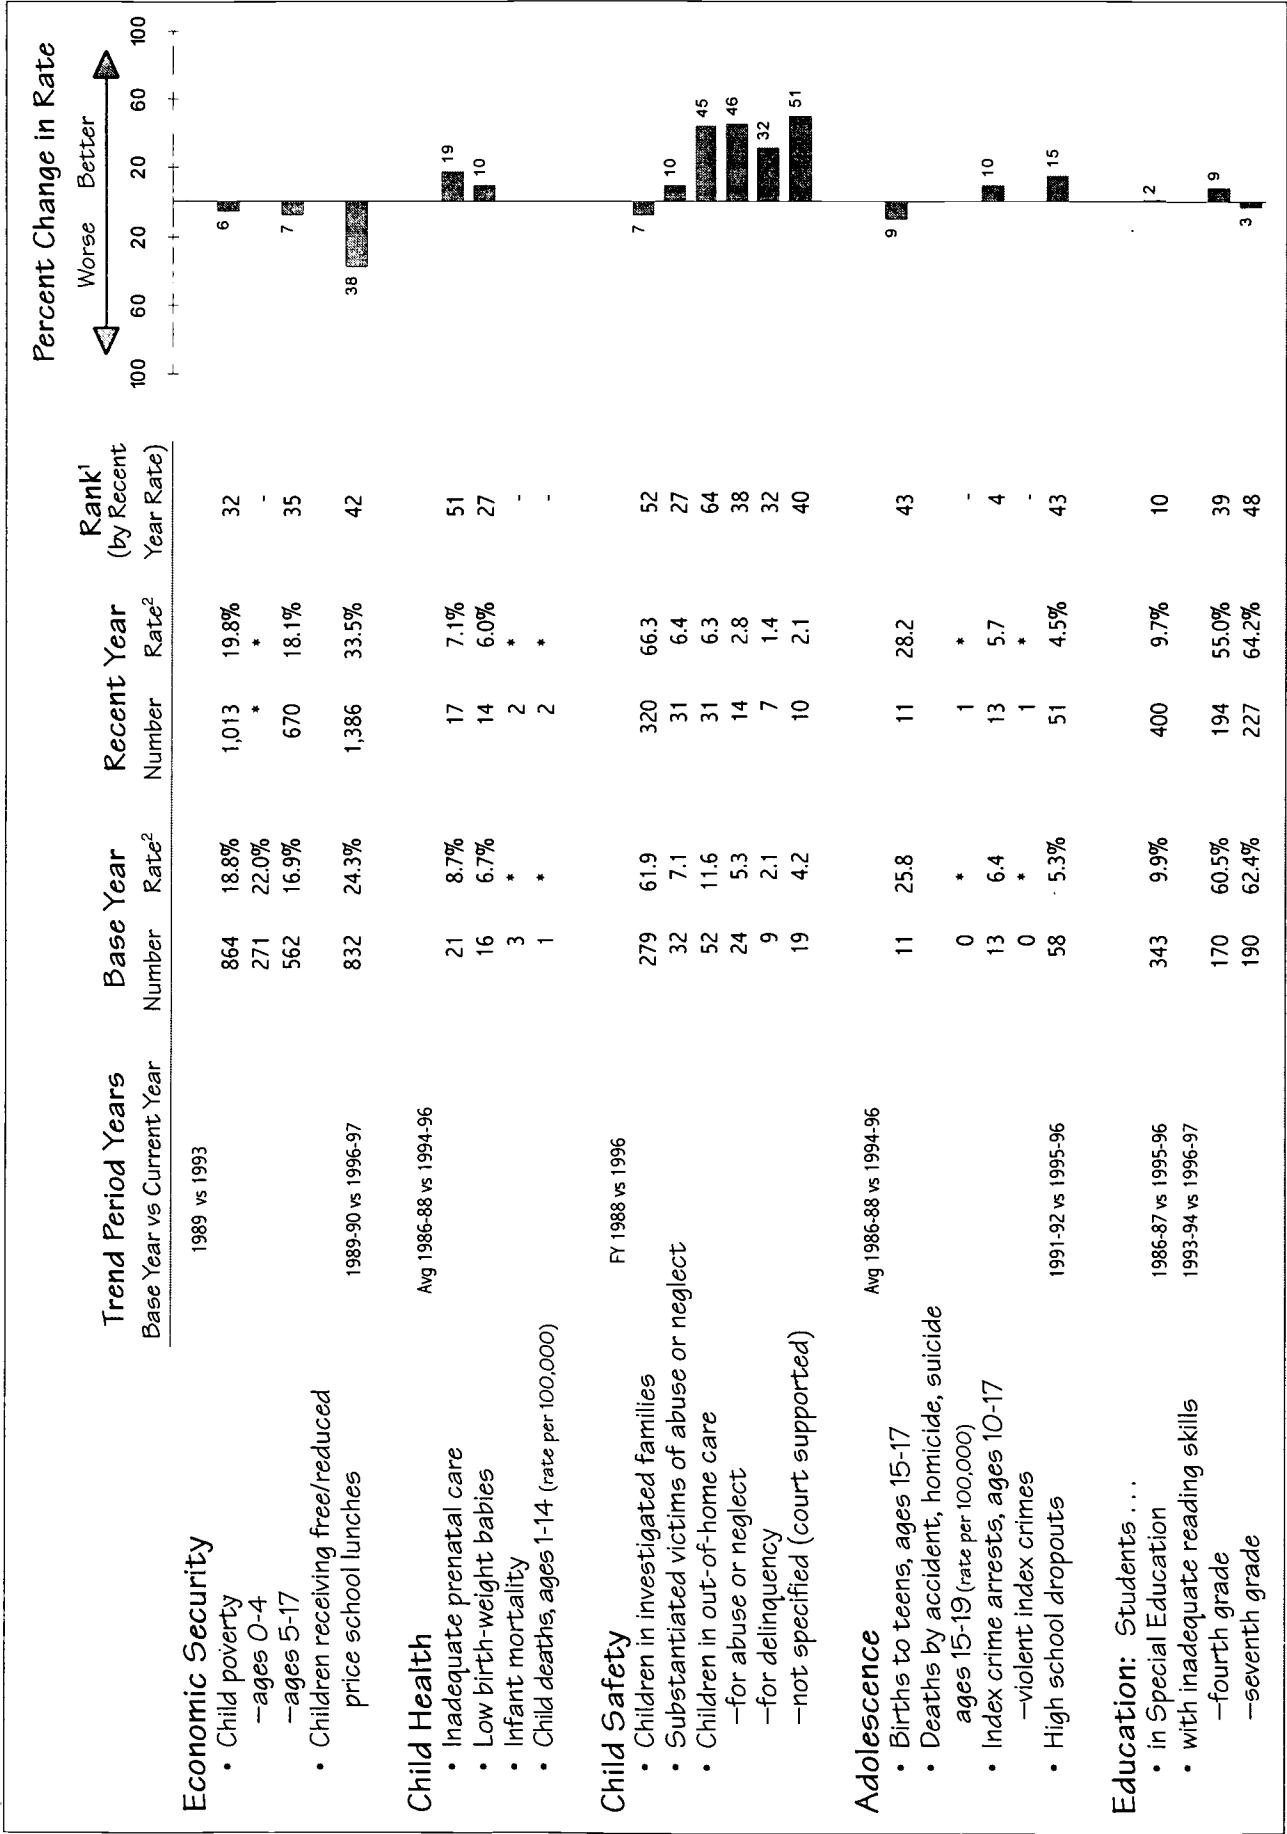 Trend Period Years Base Year Recent Year Rank¹ Percent Change in Rate
(by Recent Worse Better
Base Year vs Current Year Number Rate² Number Rate² Year Rate) 100 60 20 20 60 100
Economic Security 1989 vs 1993
• Child poverty 864 18.8% 1,013 19.8% 32 6
—ages 0-4 271 22.0% * * -
—ages 5-17 562 16.9% 670 18.1% 35 7
• Children receiving free/reduced
price school lunches 1989-90 vs 1996-97 832 24.3% 1,386 33.5% 42 38
Child Health Avg 1986-88 vs 1994-96
• Inadequate prenatal care 21 8.7% 17 7.1% 51 19
• Low birth-weight babies 16 6.7% 14 6.0% 27 10
• Infant mortality 3 * 2 * -
• Child deaths, ages 1-14 (rate per 100,000) 1 * 2 * -
Child Safety FY 1988 vs 1996
• Children in investigated families 279 61.9 320 66.3 52 7
• Substantiated victims of abuse or neglect 32 7.1 31 6.4 27 10
• Children in out-of-home care 52 11.6 31 6.3 64 45
—for abuse or neglect 24 5.3 14 2.8 38 46
—for delinquency 9 2.1 7 1.4 32 32
—not specified (court supported) 19 4.2 10 2.1 40 51
Adolescence Avg 1986-88 vs 1994-96
• Births to teens, ages 15-17 11 25.8 11 28.2 43 9
• Deaths by accident, homicide, suicide
ages 15-19 (rate per 100,000) 0 * 1 * -
• Index crime arrests, ages 10-17 13 6.4 13 5.7 4 10
—violent index crimes 0 * 1 * -
• High school dropouts 1991-92 vs 1995-96 58 5.3% 51 4.5% 43 15
Education: Students ....
• in Special Education 1986-87 vs 1995-96 343 9.9% 400 9.7% 10 2
• with inadequate reading skills 1993-94 vs 1996-97
—fourth grade 170 60.5% 194 55.0% 39 9
—seventh grade 190 62.4% 227 64.2% 48 3